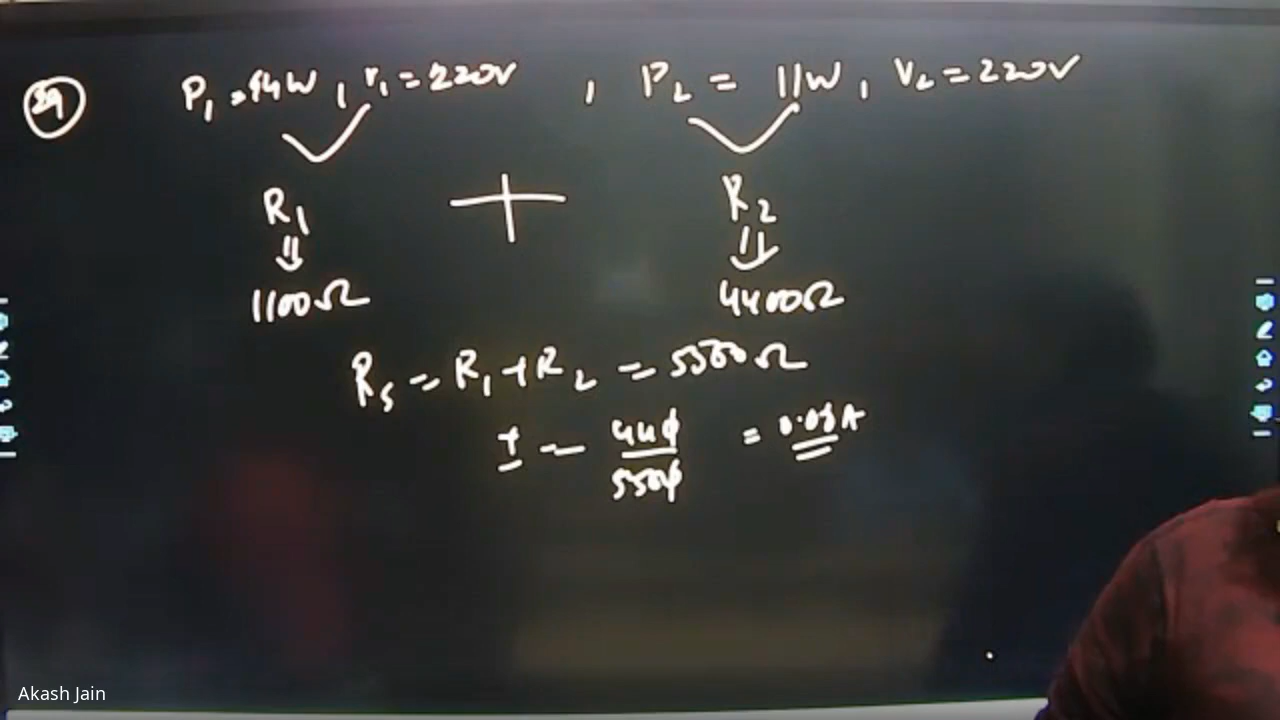 39 P₁ = 44W, V₁ = 220V, P₂ = 11W, V₂ = 220V
R₁ + R₂
⇓ ⇓
1100Ω 4400Ω
Rs = R₁ + R₂ = 5500Ω
I = 440/5500 = 0.08A
Akash Jain